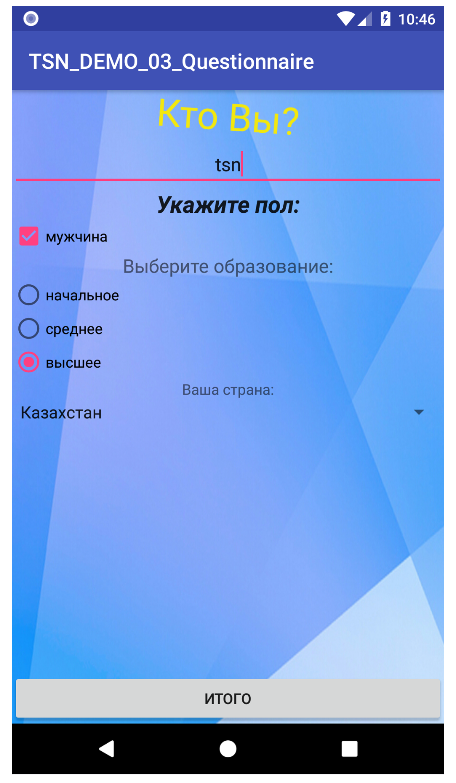 10:46
TSN_DEMO_03_Questionnaire
Кто Вы?
tsn
Укажите пол:
мужчина
Выберите образование:
начальное
среднее
высшее
Ваша страна:
Казахстан
ИТОГО